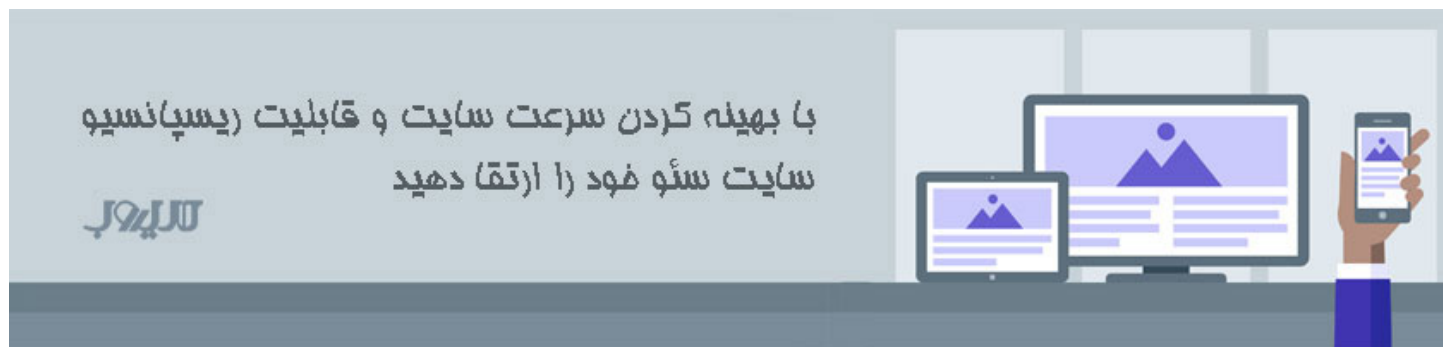 با بهینه کردن سرعت سایت و قابلیت ریسپانسیو
سایت سئو خود را ارتقا دهید